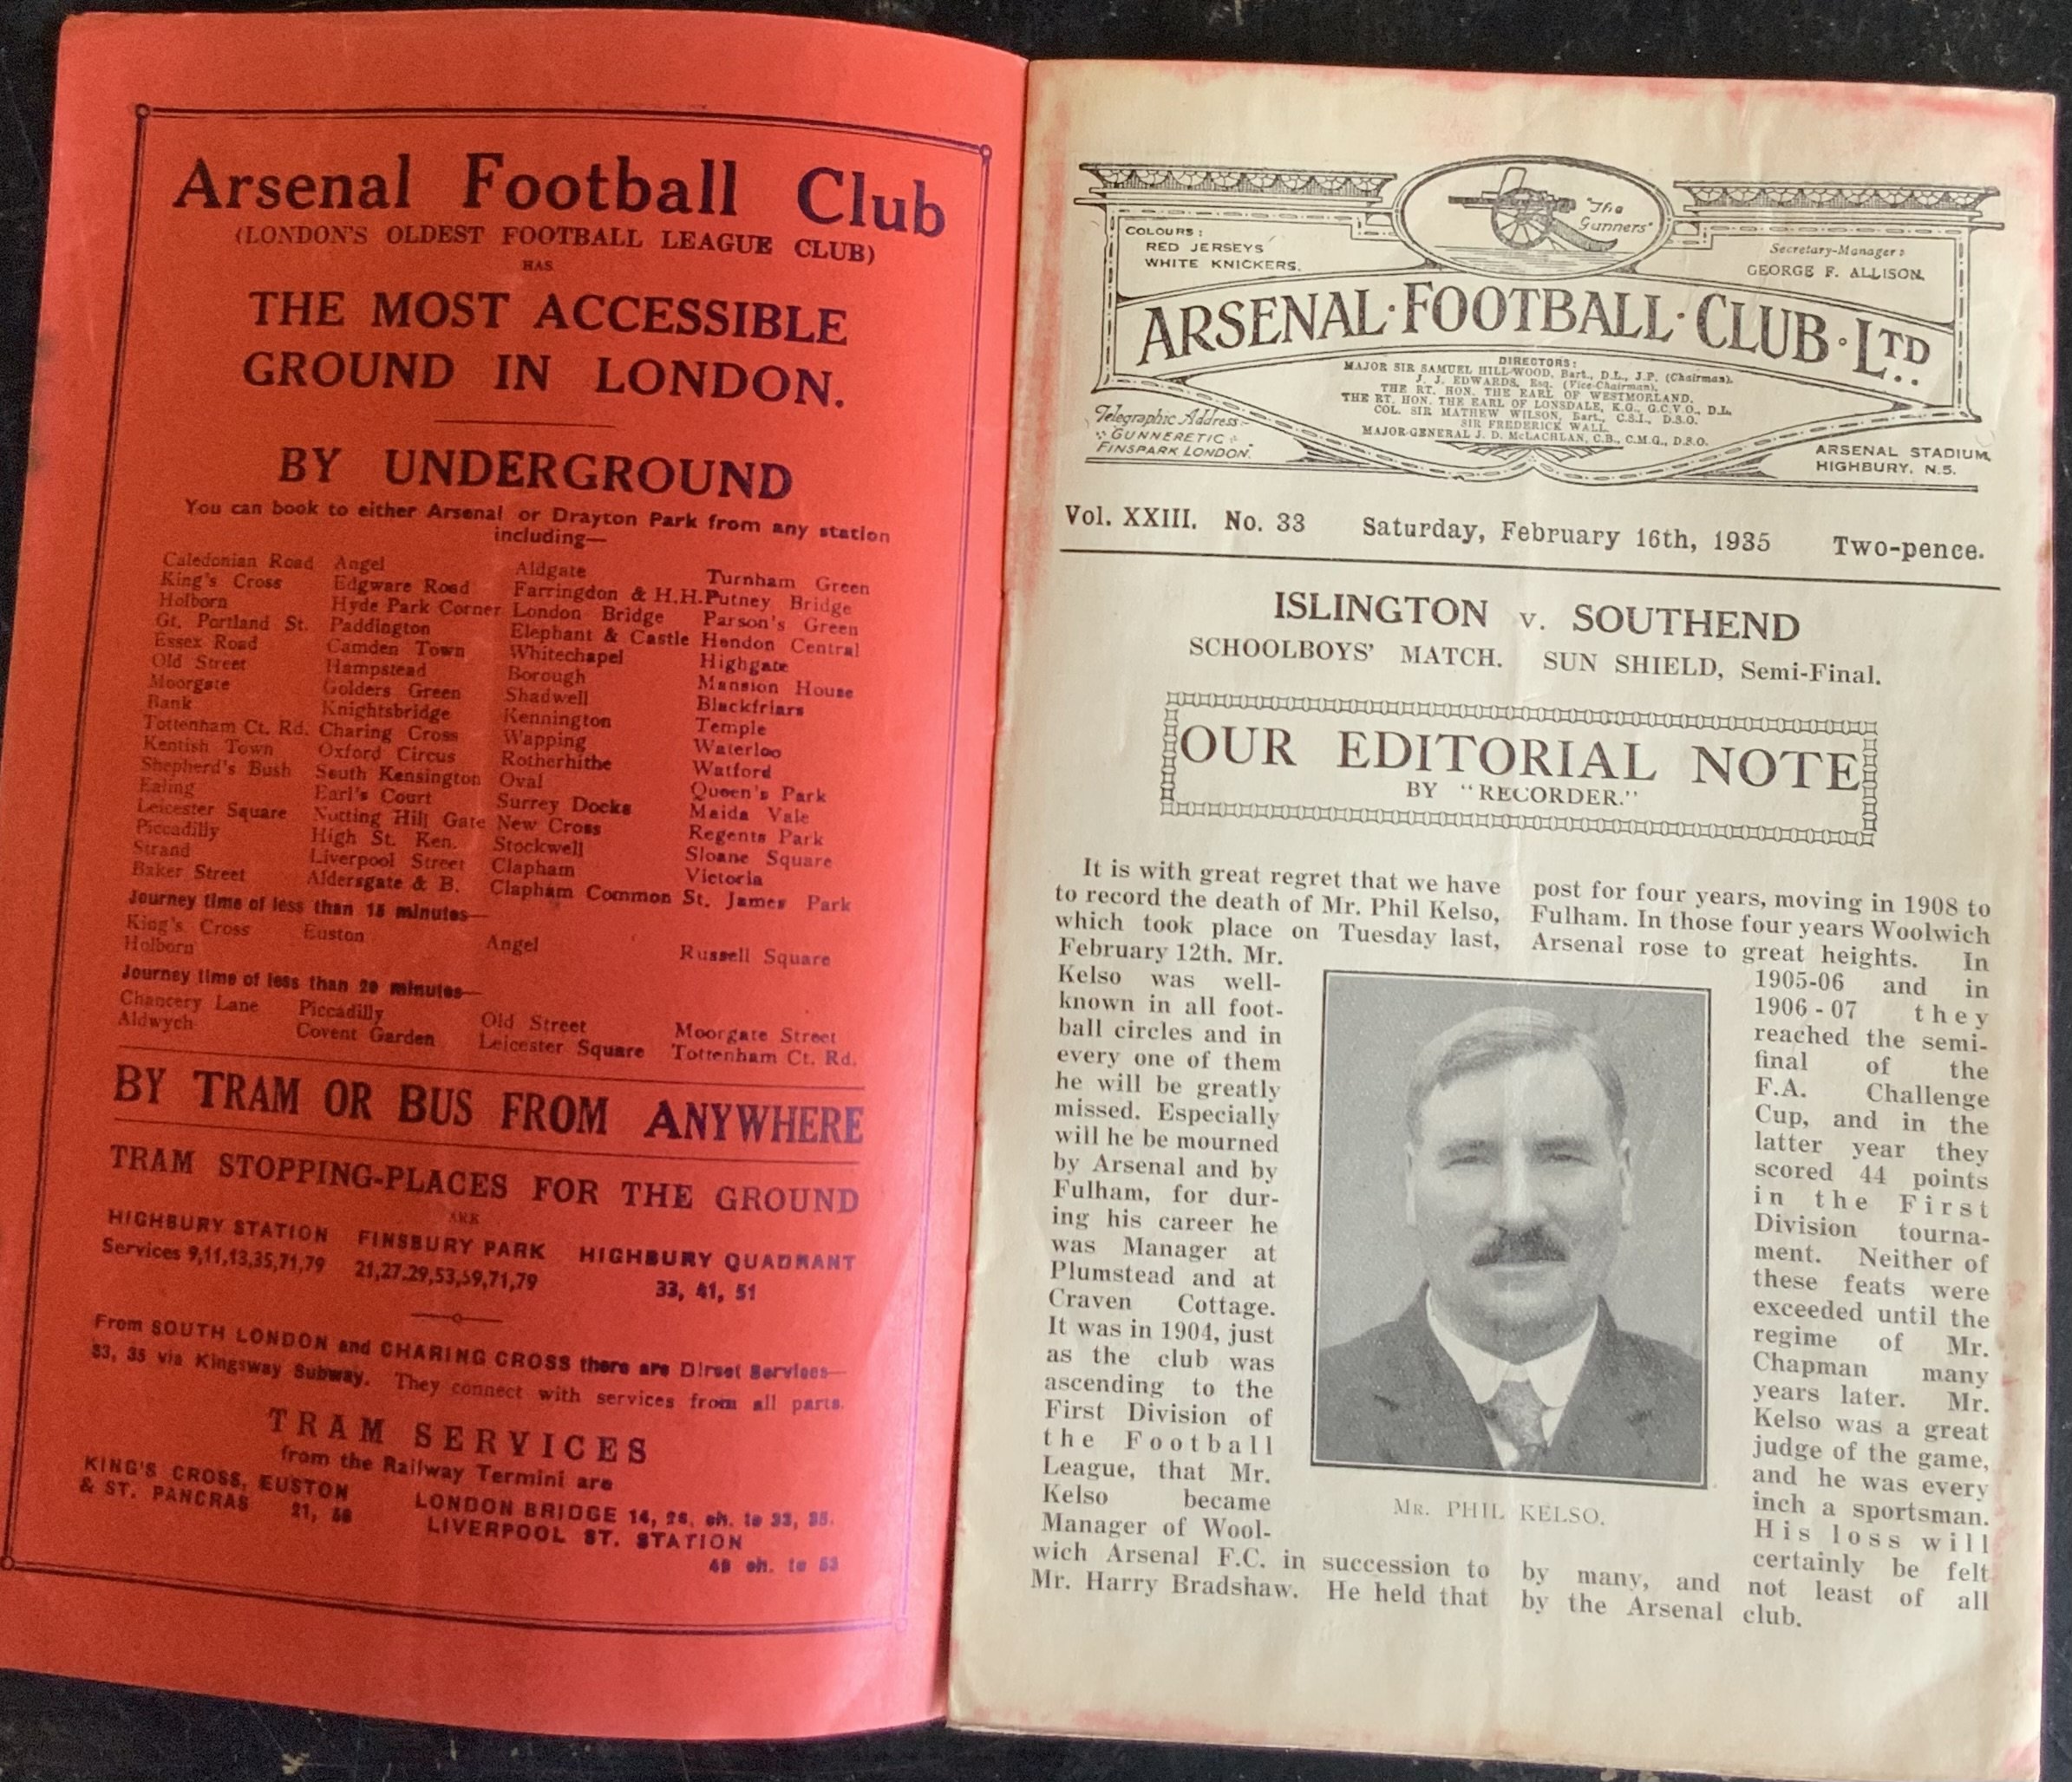 Arsenal Football Club
(LONDON'S OLDEST FOOTBALL LEAGUE CLUB)
HAS
THE MOST ACCESSIBLE
GROUND IN LONDON.
BY UNDERGROUND
You can book to either Arsenal or Drayton Park from any station
including—
Caledonian Road Angel Aldgate Turnham Green
King's Cross Edgware Road Farringdon & H.H. Putney Bridge
Holborn Hyde Park Corner London Bridge Parson's Green
Gt. Portland St. Paddington Elephant & Castle Hendon Central
Essex Road Camden Town Whitechapel Highgate
Old Street Hampstead Borough Mansion House
Moorgate Golders Green Shadwell Blackfriars
Bank Knightsbridge Kennington Temple
Tottenham Ct. Rd. Charing Cross Wapping Waterloo
Kentish Town Oxford Circus Rotherhithe Watford
Shepherd's Bush South Kensington Oval Queen's Park
Ealing Earl's Court Surrey Docks Maida Vale
Leicester Square Notting Hill Gate New Cross Regents Park
Piccadilly High St. Ken. Stockwell Sloane Square
Strand Liverpool Street Clapham Victoria
Baker Street Aldersgate & B. Clapham Common St. James Park
Journey time of less than 15 minutes—
King's Cross Euston Angel Russell Square
Holborn
Journey time of less than 20 minutes—
Chancery Lane Piccadilly Old Street Moorgate Street
Aldwych Covent Garden Leicester Square Tottenham Ct. Rd.
BY TRAM OR BUS FROM ANYWHERE
TRAM STOPPING-PLACES FOR THE GROUND
ARE
HIGHBURY STATION FINSBURY PARK HIGHBURY QUADRANT
Services 9,11,13,35,71,79 21,27,29,53,59,71,79 33, 41, 51
From SOUTH LONDON and CHARING CROSS there are Direct Services—
33, 35 via Kingsway Subway. They connect with services from all parts.
TRAM SERVICES
from the Railway Termini are
KING'S CROSS, EUSTON
& ST. PANCRAS 21,
LONDON BRIDGE 14, ch. to 33, 35.
LIVERPOOL ST. STATION
49 ch. to 53
COLOURS:
RED JERSEYS
WHITE KNICKERS.
"The
Gunners"
Secretary-Manager:
GEORGE F. ALLISON.
ARSENAL·FOOTBALL·CLUB·LTD..
DIRECTORS:
MAJOR SIR SAMUEL HILL-WOOD, Bart., D.L., J.P. (Chairman).
J. J. EDWARDS, Esq. (Vice-Chairman).
THE RT. HON. THE EARL OF WESTMORLAND.
THE RT. HON. THE EARL OF LONSDALE, K.G., G.C.V.O., D.L.
COL. SIR MATHEW WILSON, Bart., C.S.I., D.S.O.
SIR FREDERICK WALL.
MAJOR-GENERAL J. D. McLACHLAN, C.B., C.M.G., D.S.O.
Telegraphic Address:-
GUNNERETIC
FINSPARK LONDON.
ARSENAL STADIUM,
HIGHBURY, N.5.
Vol. XXIII. No. 33 Saturday, February 16th, 1935 Two-pence.
ISLINGTON v. SOUTHEND
SCHOOLBOYS' MATCH. SUN SHIELD, Semi-Final.
OUR EDITORIAL NOTE
BY "RECORDER."
It is with great regret that we have
to record the death of Mr. Phil Kelso,
which took place on Tuesday last,
February 12th. Mr.
Kelso was well-
known in all foot-
ball circles and in
every one of them
he will be greatly
missed. Especially
will he be mourned
by Arsenal and by
Fulham, for dur-
ing his career he
was Manager at
Plumstead and at
Craven Cottage.
It was in 1904, just
as the club was
ascending to the
First Division of
the Football
League, that Mr.
Kelso became
Manager of Wool-
wich Arsenal F.C. in succession to
Mr. Harry Bradshaw. He held that
post for four years, moving in 1908 to
Fulham. In those four years Woolwich
Arsenal rose to great heights. In
1905-06 and in
1906-07 they
reached the semi-
final of the
F.A. Challenge
Cup, and in the
latter year they
scored 44 points
in the First
Division tourna-
ment. Neither of
these feats were
exceeded until the
regime of Mr.
Chapman many
years later. Mr.
Kelso was a great
judge of the game,
and he was every
inch a sportsman.
His loss will
certainly be felt
by many, and not least of all
by the Arsenal club.
MR. PHIL KELSO.